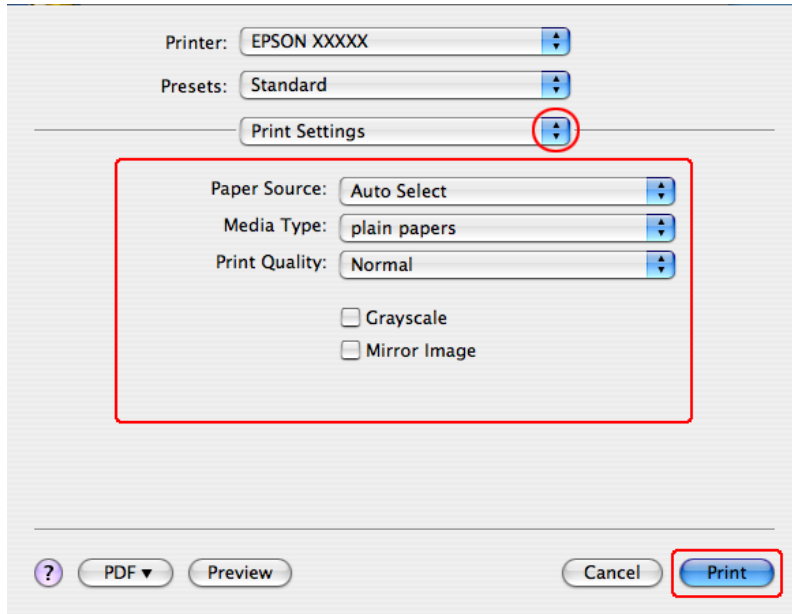 Printer: EPSON XXXXX
Presets: Standard
Print Settings
Paper Source: Auto Select
Media Type: plain papers
Print Quality: Normal
Grayscale
Mirror Image
? PDF▼ Preview Cancel Print